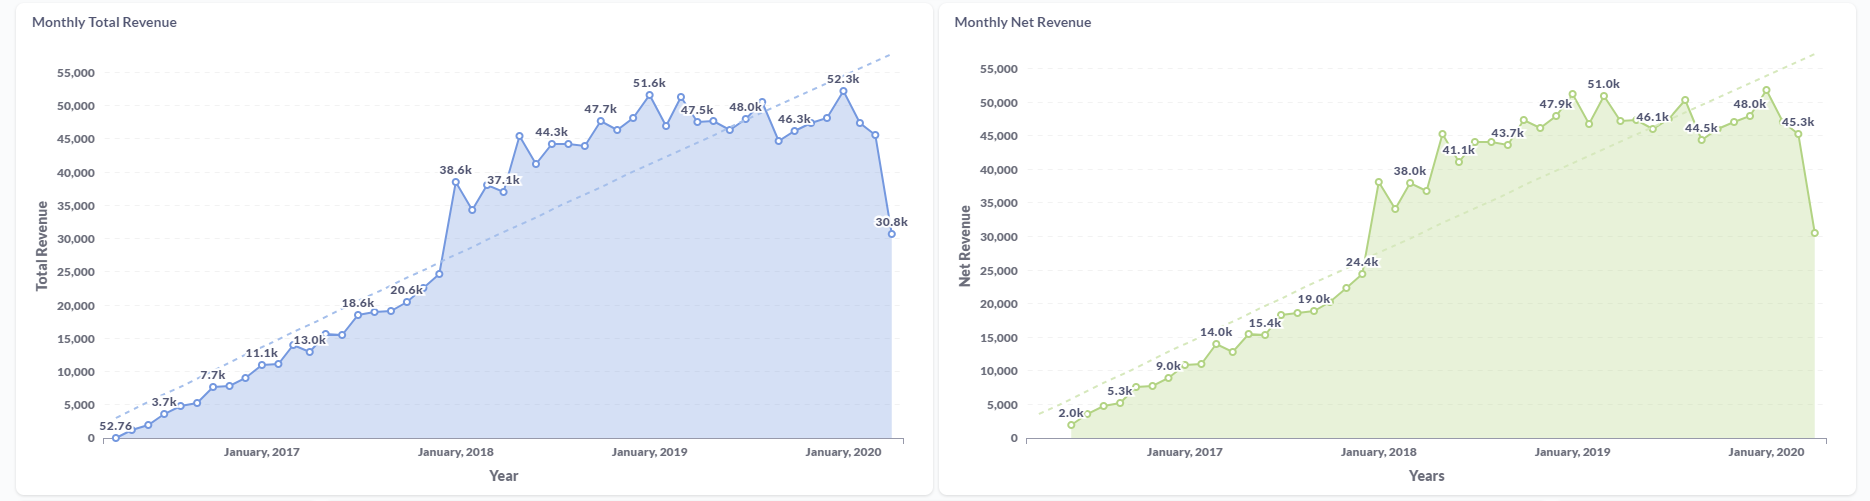 Monthly Total Revenue
Total Revenue
55,000
50,000
45,000
40,000
35,000
30,000
25,000
20,000
15,000
10,000
5,000
0
52.76
3.7k
7.7k
11.1k
13.0k
18.6k
20.6k
38.6k
37.1k
44.3k
47.7k
51.6k
47.5k
48.0k
46.3k
52.3k
30.8k
January, 2017
January, 2018
January, 2019
January, 2020
Year
Monthly Net Revenue
Net Revenue
55,000
50,000
45,000
40,000
35,000
30,000
25,000
20,000
15,000
10,000
5,000
0
2.0k
5.3k
9.0k
14.0k
15.4k
19.0k
24.4k
38.0k
41.1k
43.7k
47.9k
51.0k
46.1k
44.5k
48.0k
45.3k
January, 2017
January, 2018
January, 2019
January, 2020
Years